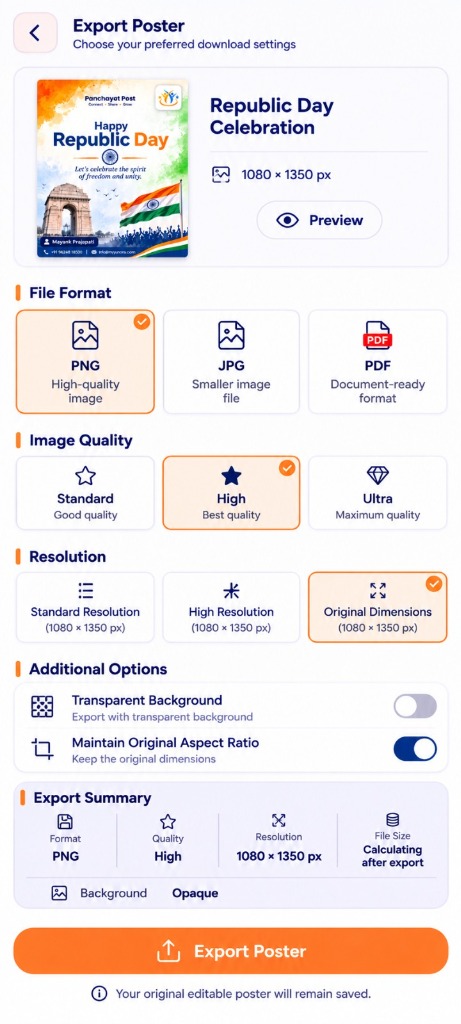 Export Poster
Choose your preferred download settings
Panchayat Post
Connect · Share · Grow
Happy
Republic Day
Let's celebrate the spirit
of freedom and unity.
Mayank Prajapati
Republic Day
Celebration
1080 × 1350 px
Preview
File Format
PNG
High-quality
image
JPG
Smaller image
file
PDF
PDF
Document-ready
format
Image Quality
Standard
Good quality
High
Best quality
Ultra
Maximum quality
Resolution
Standard Resolution
(1080 × 1350 px)
High Resolution
(1080 × 1350 px)
Original Dimensions
(1080 × 1350 px)
Additional Options
Transparent Background
Export with transparent background
Maintain Original Aspect Ratio
Keep the original dimensions
Export Summary
Format
PNG
Quality
High
Resolution
1080 × 1350 px
File Size
Calculating
after export
Background Opaque
Export Poster
Your original editable poster will remain saved.